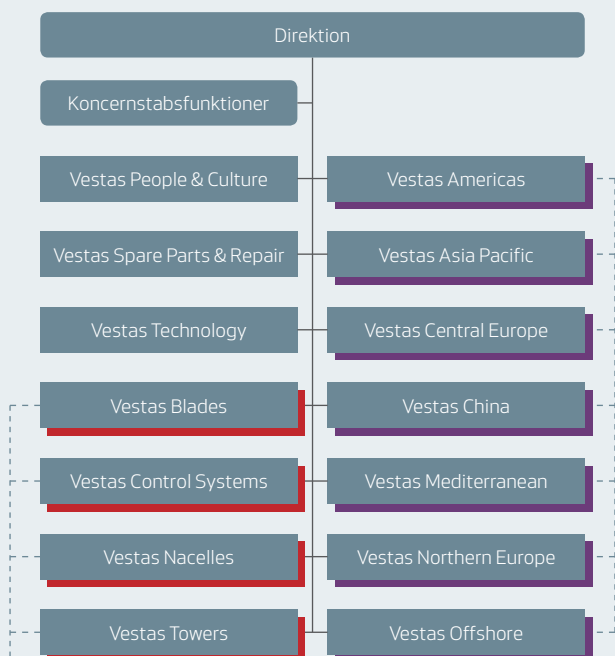 Direktion
Koncernstabsfunktioner
Vestas People & Culture
Vestas Americas
Vestas Spare Parts & Repair
Vestas Asia Pacific
Vestas Technology
Vestas Central Europe
Vestas Blades
Vestas China
Vestas Control Systems
Vestas Mediterranean
Vestas Nacelles
Vestas Northern Europe
Vestas Towers
Vestas Offshore